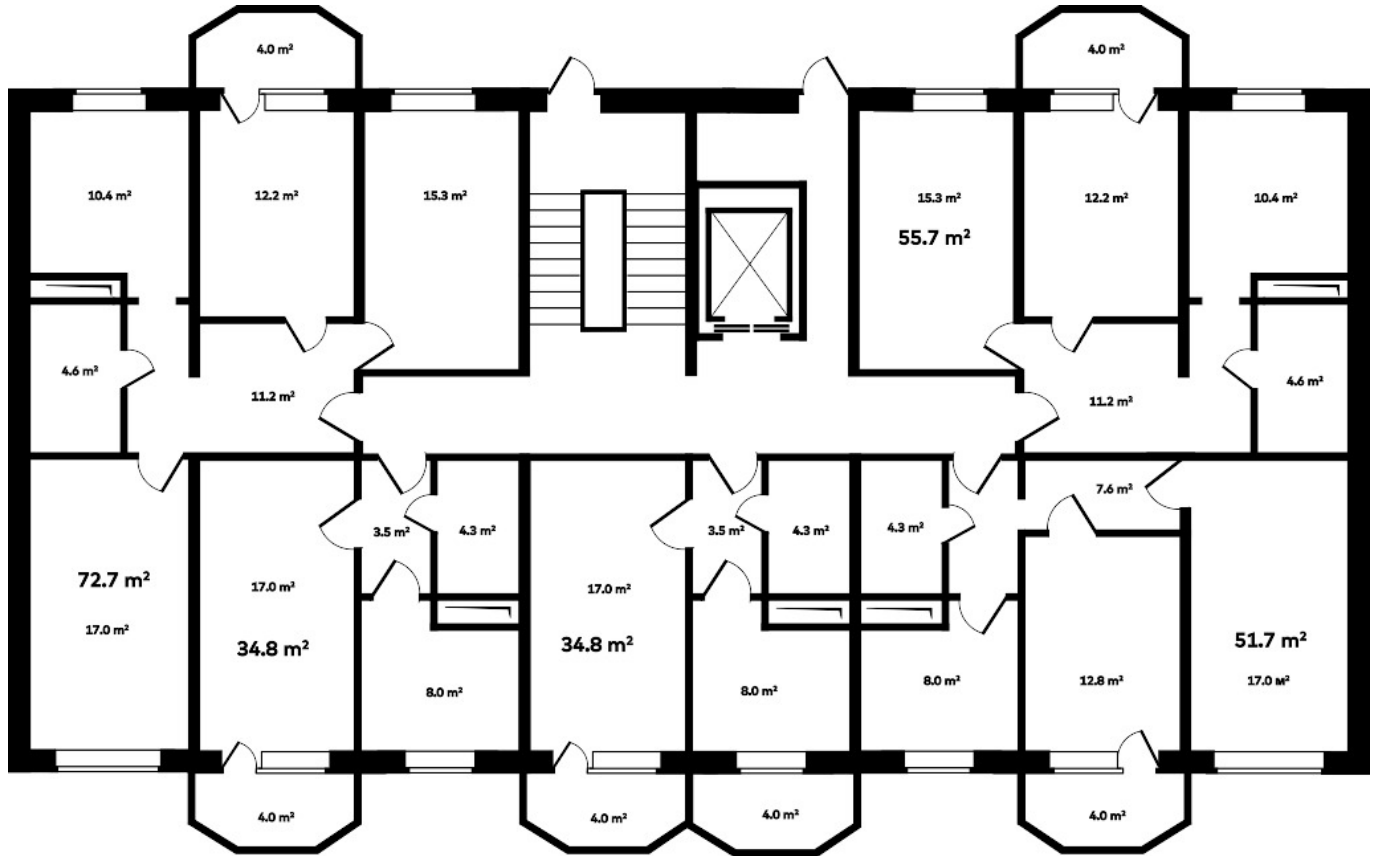 4.0 m²
4.0 m²
10.4 m²
12.2 m²
15.3 m²
15.3 m²
55.7 m²
12.2 m²
10.4 m²
4.6 m²
11.2 m²
11.2 m²
4.6 m²
3.5 m²
4.3 m²
3.5 m²
4.3 m²
4.3 m²
7.6 m²
72.7 m²
17.0 m²
17.0 m²
34.8 m²
17.0 m²
34.8 m²
51.7 m²
17.0 м²
8.0 m²
8.0 m²
8.0 m²
12.8 m²
4.0 m²
4.0 m²
4.0 m²
4.0 m²